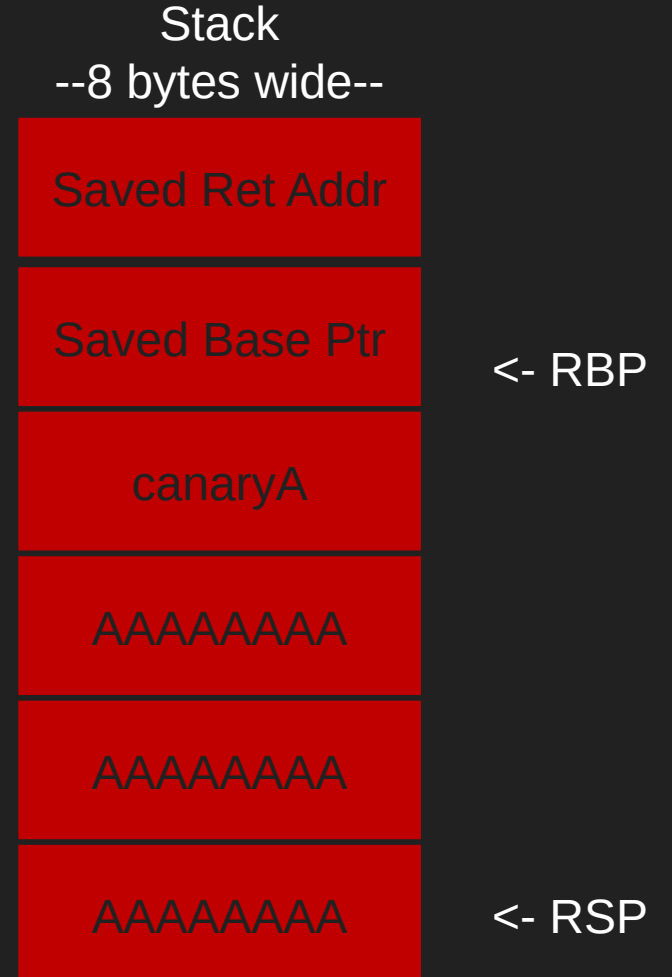 Stack
--8 bytes wide--
Saved Ret Addr
Saved Base Ptr
<- RBP
canaryA
AAAAAAAA
AAAAAAAA
AAAAAAAA
<- RSP